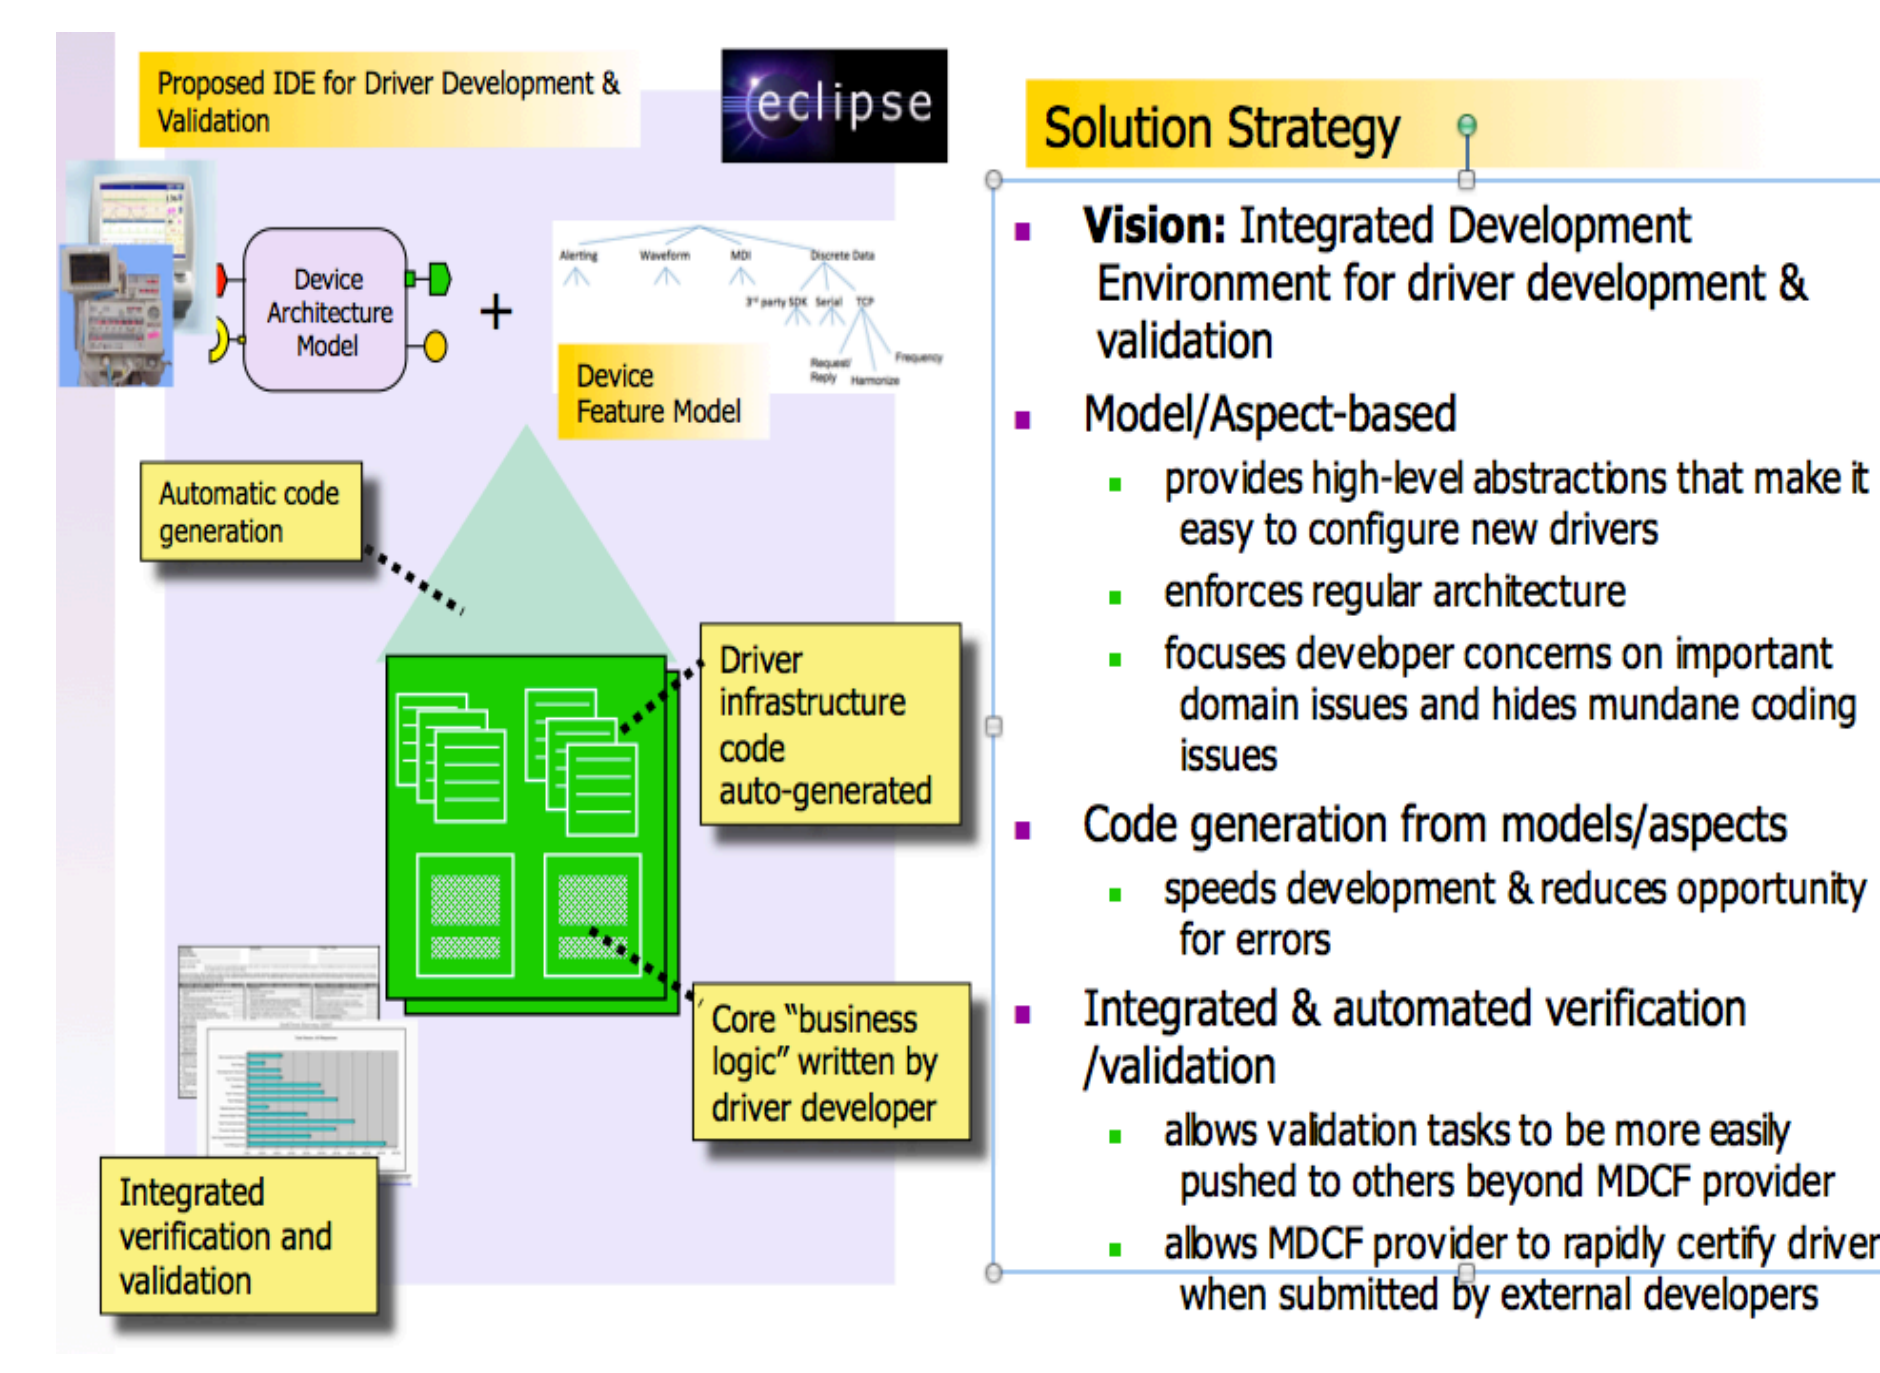 Proposed IDE for Driver Development &
Validation
eclipse
Device
Architecture
Model
+
Alerting
Waveform
MDI
Discrete Data
3rd party SDK
Serial
TCP
Request/
Reply
Harmonize
Frequency
Device
Feature Model
Automatic code
generation
Driver
infrastructure
code
auto-generated
Core “business
logic” written by
driver developer
Integrated
verification and
validation
Solution Strategy
Vision: Integrated Development
Environment for driver development &
validation
Model/Aspect-based
provides high-level abstractions that make it
easy to configure new drivers
enforces regular architecture
focuses developer concerns on important
domain issues and hides mundane coding
issues
Code generation from models/aspects
speeds development & reduces opportunity
for errors
Integrated & automated verification
/validation
allows validation tasks to be more easily
pushed to others beyond MDCF provider
allows MDCF provider to rapidly certify driver
when submitted by external developers